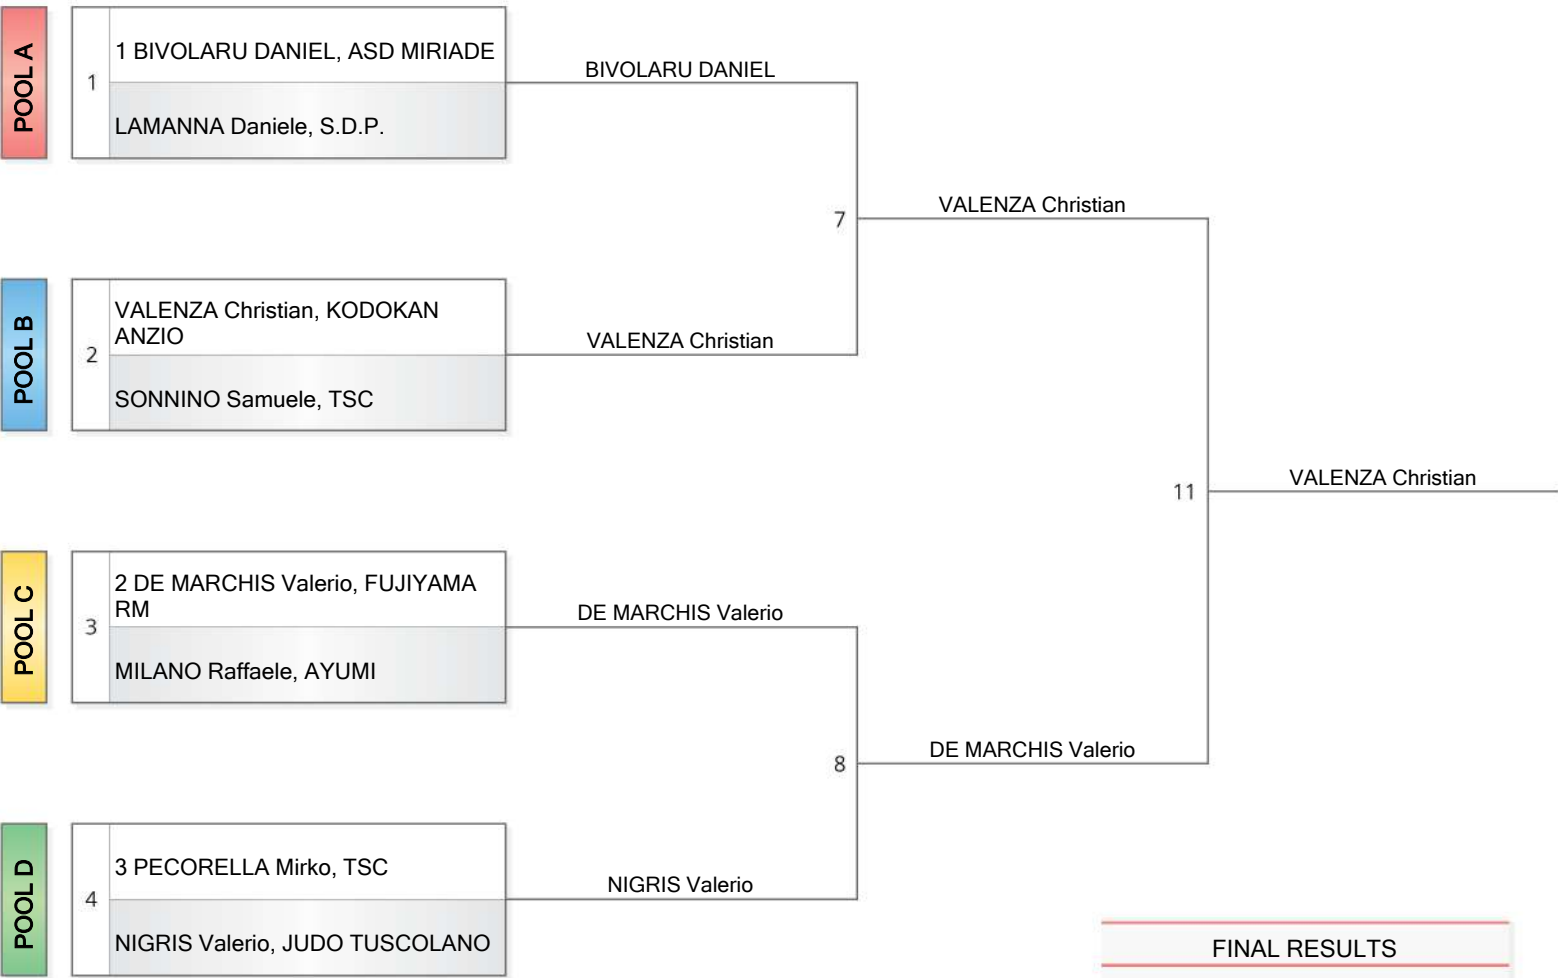 POOL A
1
1 BIVOLARU DANIEL, ASD MIRIADE
LAMANNA Daniele, S.D.P.
BIVOLARU DANIEL
7
VALENZA Christian
POOL B
2
VALENZA Christian, KODOKAN
ANZIO
SONNINO Samuele, TSC
VALENZA Christian
11
VALENZA Christian
POOL C
3
2 DE MARCHIS Valerio, FUJIYAMA
RM
MILANO Raffaele, AYUMI
DE MARCHIS Valerio
8
DE MARCHIS Valerio
POOL D
4
3 PECORELLA Mirko, TSC
NIGRIS Valerio, JUDO TUSCOLANO
NIGRIS Valerio
FINAL RESULTS